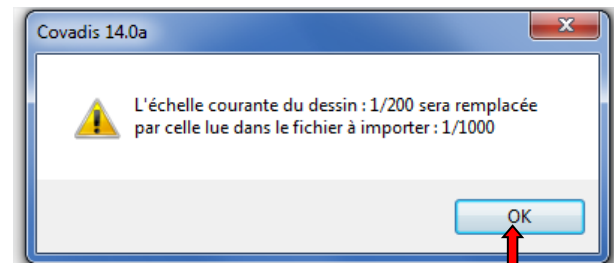 Covadis 14.0a
L'échelle courante du dessin : 1/200 sera remplacée
par celle lue dans le fichier à importer : 1/1000
OK